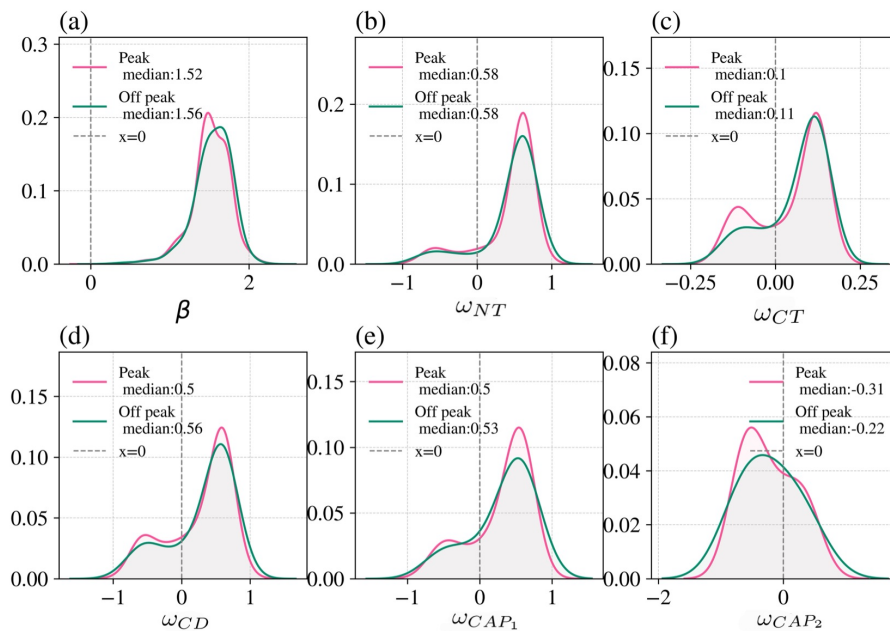 (a)
0.3
0.2
0.1
0.0
Peak
median:1.52
Off peak
median:1.56
x=0
0
2
β
(b)
0.2
0.1
0.0
Peak
median:0.58
Off peak
median:0.58
x=0
−1
0
1
ω_NT
(c)
0.15
0.10
0.05
0.00
Peak
median:0.1
Off peak
median:0.11
x=0
−0.25
0.00
0.25
ω_CT
(d)
0.15
0.10
0.05
0.00
Peak
median:0.5
Off peak
median:0.56
x=0
−1
0
1
ω_CD
(e)
0.15
0.10
0.05
0.00
Peak
median:0.5
Off peak
median:0.53
x=0
−1
0
1
ω_CAP₁
(f)
0.08
0.06
0.04
0.02
0.00
Peak
median:-0.31
Off peak
median:-0.22
x=0
−2
0
ω_CAP₂